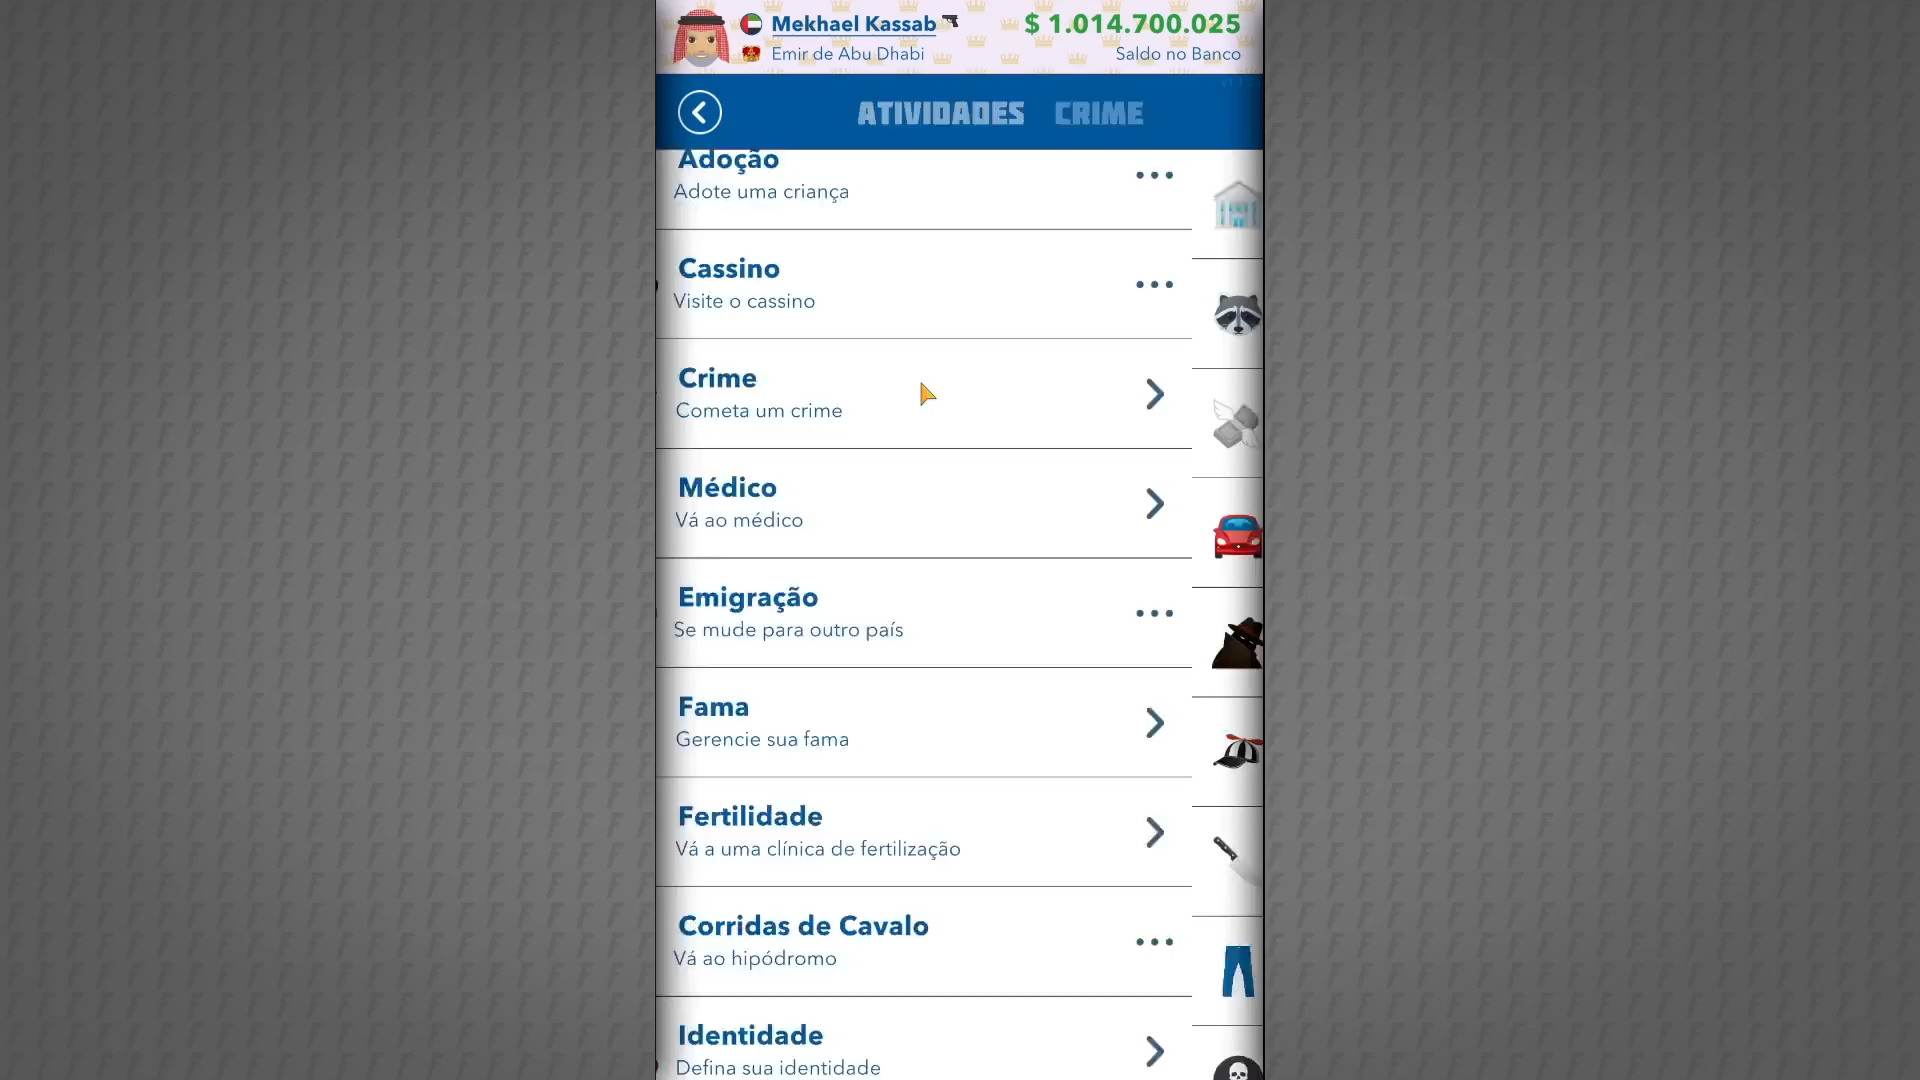 Mekhael Kassab
$ 1.014.700.025
Emir de Abu Dhabi
Saldo no Banco
ATIVIDADES
CRIME
Adoção
Adote uma criança
Cassino
Visite o cassino
Crime
Cometa um crime
Médico
Vá ao médico
Emigração
Se mude para outro país
Fama
Gerencie sua fama
Fertilidade
Vá a uma clínica de fertilização
Corridas de Cavalo
Vá ao hipódromo
Identidade
Defina sua identidade